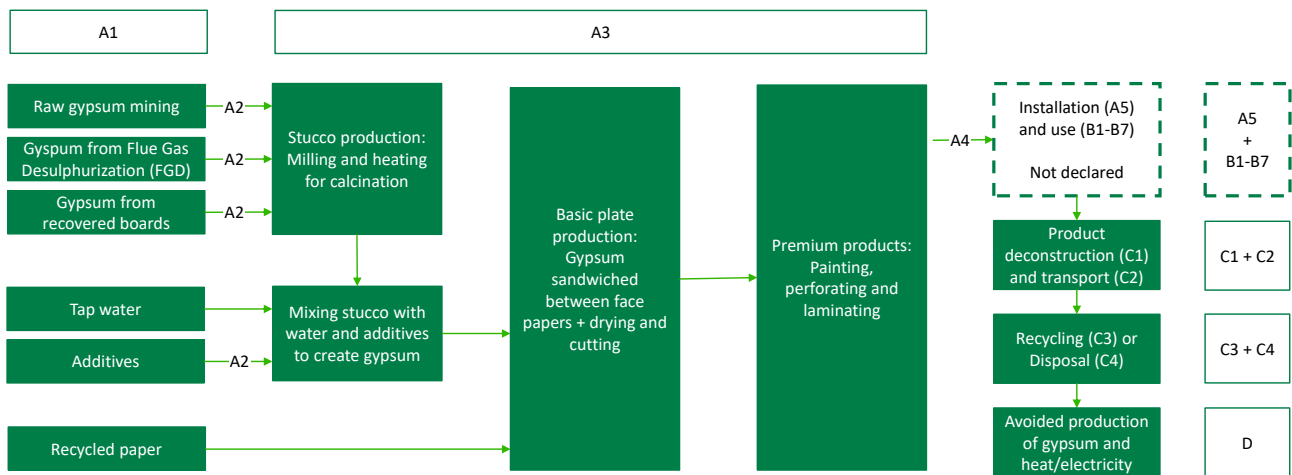 A1
A3
Raw gypsum mining
A2
Gyspum from Flue Gas
Desulphurization (FGD)
A2
Gypsum from
recovered boards
A2
Stucco production:
Milling and heating
for calcination
Tap water
Additives
A2
Mixing stucco with
water and additives
to create gypsum
Recycled paper
Basic plate
production:
Gypsum
sandwiched
between face
papers + drying and
cutting
Premium products:
Painting,
perforating and
laminating
A4
Installation (A5)
and use (B1-B7)
Not declared
A5
+
B1-B7
Product
deconstruction (C1)
and transport (C2)
C1 + C2
Recycling (C3) or
Disposal (C4)
C3 + C4
Avoided production
of gypsum and
heat/electricity
D